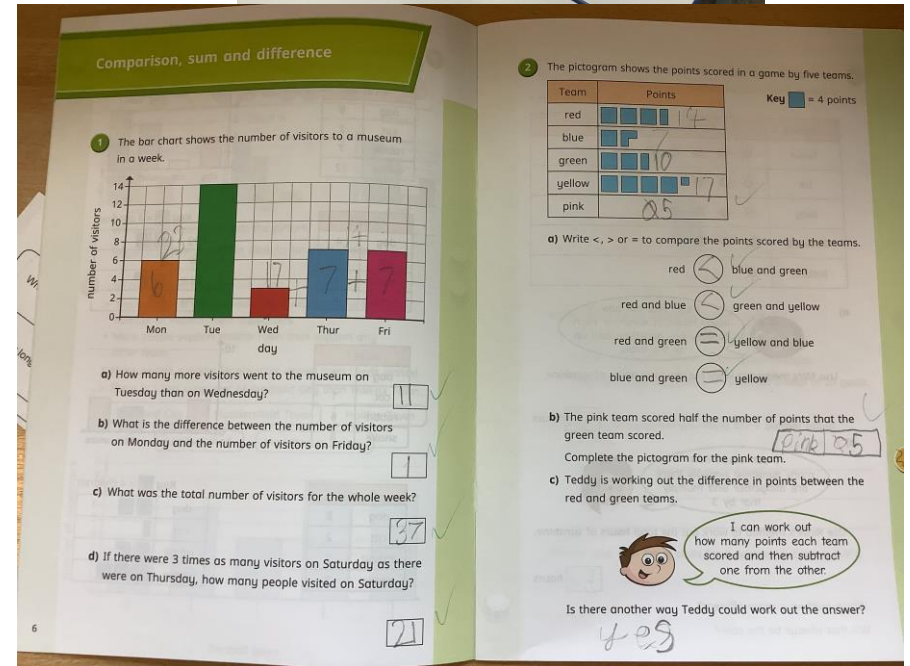 Comparison, sum and difference
1 The bar chart shows the number of visitors to a museum
in a week.
number of visitors
14
12
10
8
6
4
2
0
22
6
17
7
7
Mon Tue Wed Thur Fri
day
a) How many more visitors went to the museum on
Tuesday than on Wednesday?
11
b) What is the difference between the number of visitors
on Monday and the number of visitors on Friday?
1
c) What was the total number of visitors for the whole week?
37
d) If there were 3 times as many visitors on Saturday as there
were on Thursday, how many people visited on Saturday?
21
6
2 The pictogram shows the points scored in a game by five teams.
Team Points
Key = 4 points
red 14
blue 7
green 10
yellow 17
pink 5
a) Write <, > or = to compare the points scored by the teams.
red < blue and green
red and blue < green and yellow
red and green = yellow and blue
blue and green = yellow
b) The pink team scored half the number of points that the
green team scored.
pink 5
Complete the pictogram for the pink team.
c) Teddy is working out the difference in points between the
red and green teams.
I can work out
how many points each team
scored and then subtract
one from the other.
Is there another way Teddy could work out the answer?
yes